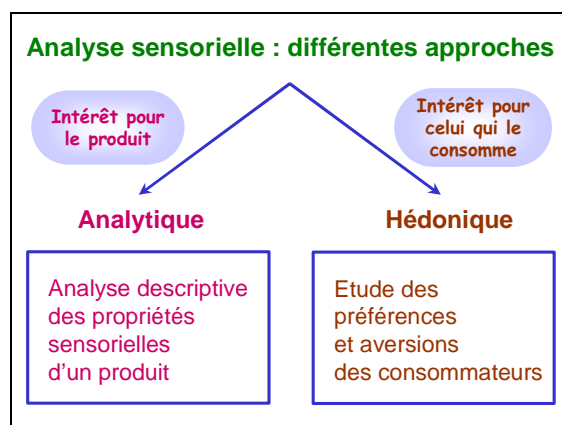 Analyse sensorielle : différentes approches
Intérêt pour
le produit
Intérêt pour
celui qui le
consomme
Analytique
Hédonique
Analyse descriptive
des propriétés
sensorielles
d'un produit
Etude des
préférences
et aversions
des consommateurs